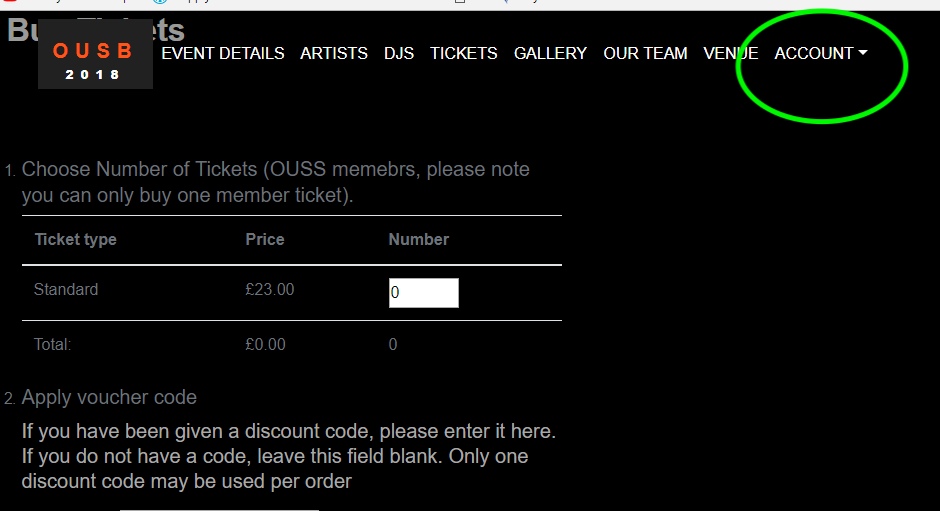 Bu ets
OUSB
2018
EVENT DETAILS ARTISTS DJS TICKETS GALLERY OUR TEAM VENUE ACCOUNT
1. Choose Number of Tickets (OUSS memebrs, please note
you can only buy one member ticket).
Ticket type Price Number
Standard £23.00 0
Total: £0.00 0
2. Apply voucher code
If you have been given a discount code, please enter it here.
If you do not have a code, leave this field blank. Only one
discount code may be used per order